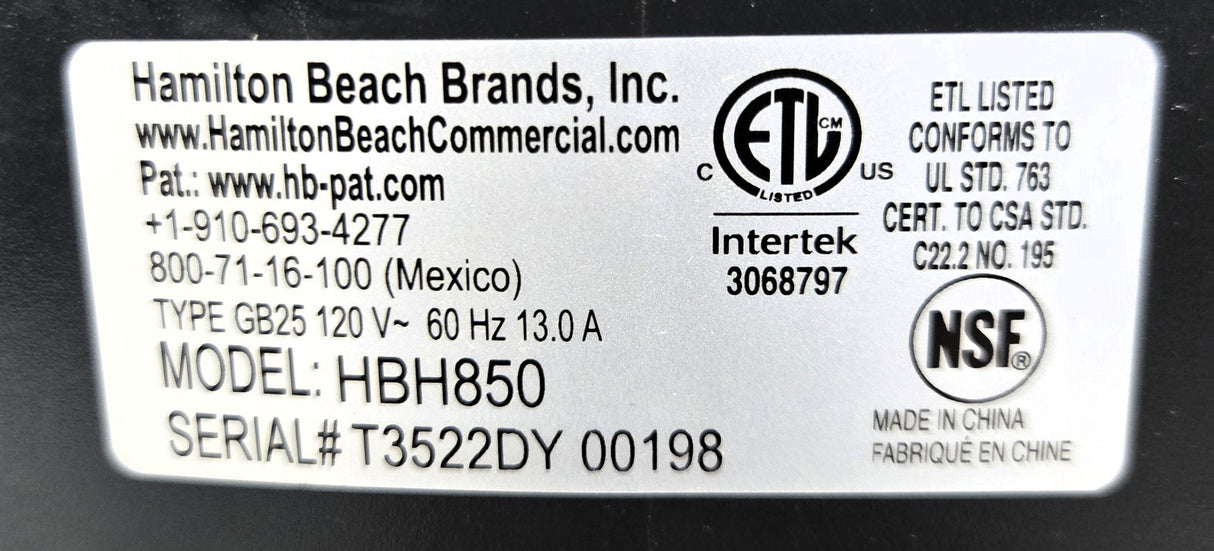 Hamilton Beach Brands, Inc.
www.HamiltonBeachCommercial.com
Pat.: www.hb-pat.com
+1-910-693-4277
800-71-16-100 (Mexico)
TYPE GB25 120 V~ 60 Hz 13.0 A
MODEL: HBH850
SERIAL# T3522DY 00198
ETL CM
C US
LISTED
Intertek
3068797
ETL LISTED
CONFORMS TO
UL STD. 763
CERT. TO CSA STD.
C22.2 NO. 195
NSF®
MADE IN CHINA
FABRIQUÉ EN CHINE